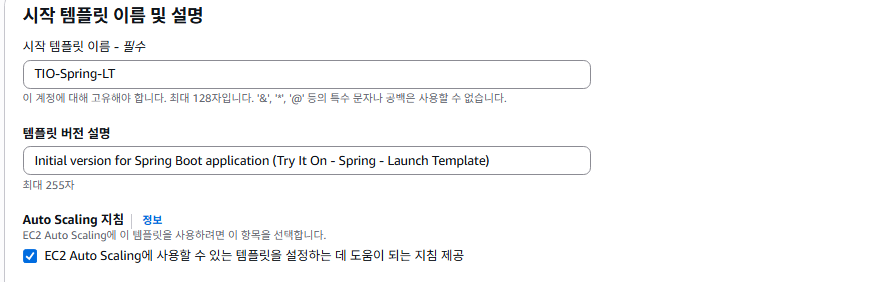 시작 템플릿 이름 및 설명
시작 템플릿 이름 - 필수
TIO-Spring-LT
이 계정에 대해 고유해야 합니다. 최대 128자입니다. '&', '*', '@' 등의 특수 문자나 공백은 사용할 수 없습니다.
템플릿 버전 설명
Initial version for Spring Boot application (Try It On - Spring - Launch Template)
최대 255자
Auto Scaling 지침 정보
EC2 Auto Scaling에 이 템플릿을 사용하려면 이 항목을 선택합니다.
EC2 Auto Scaling에 사용할 수 있는 템플릿을 설정하는 데 도움이 되는 지침 제공